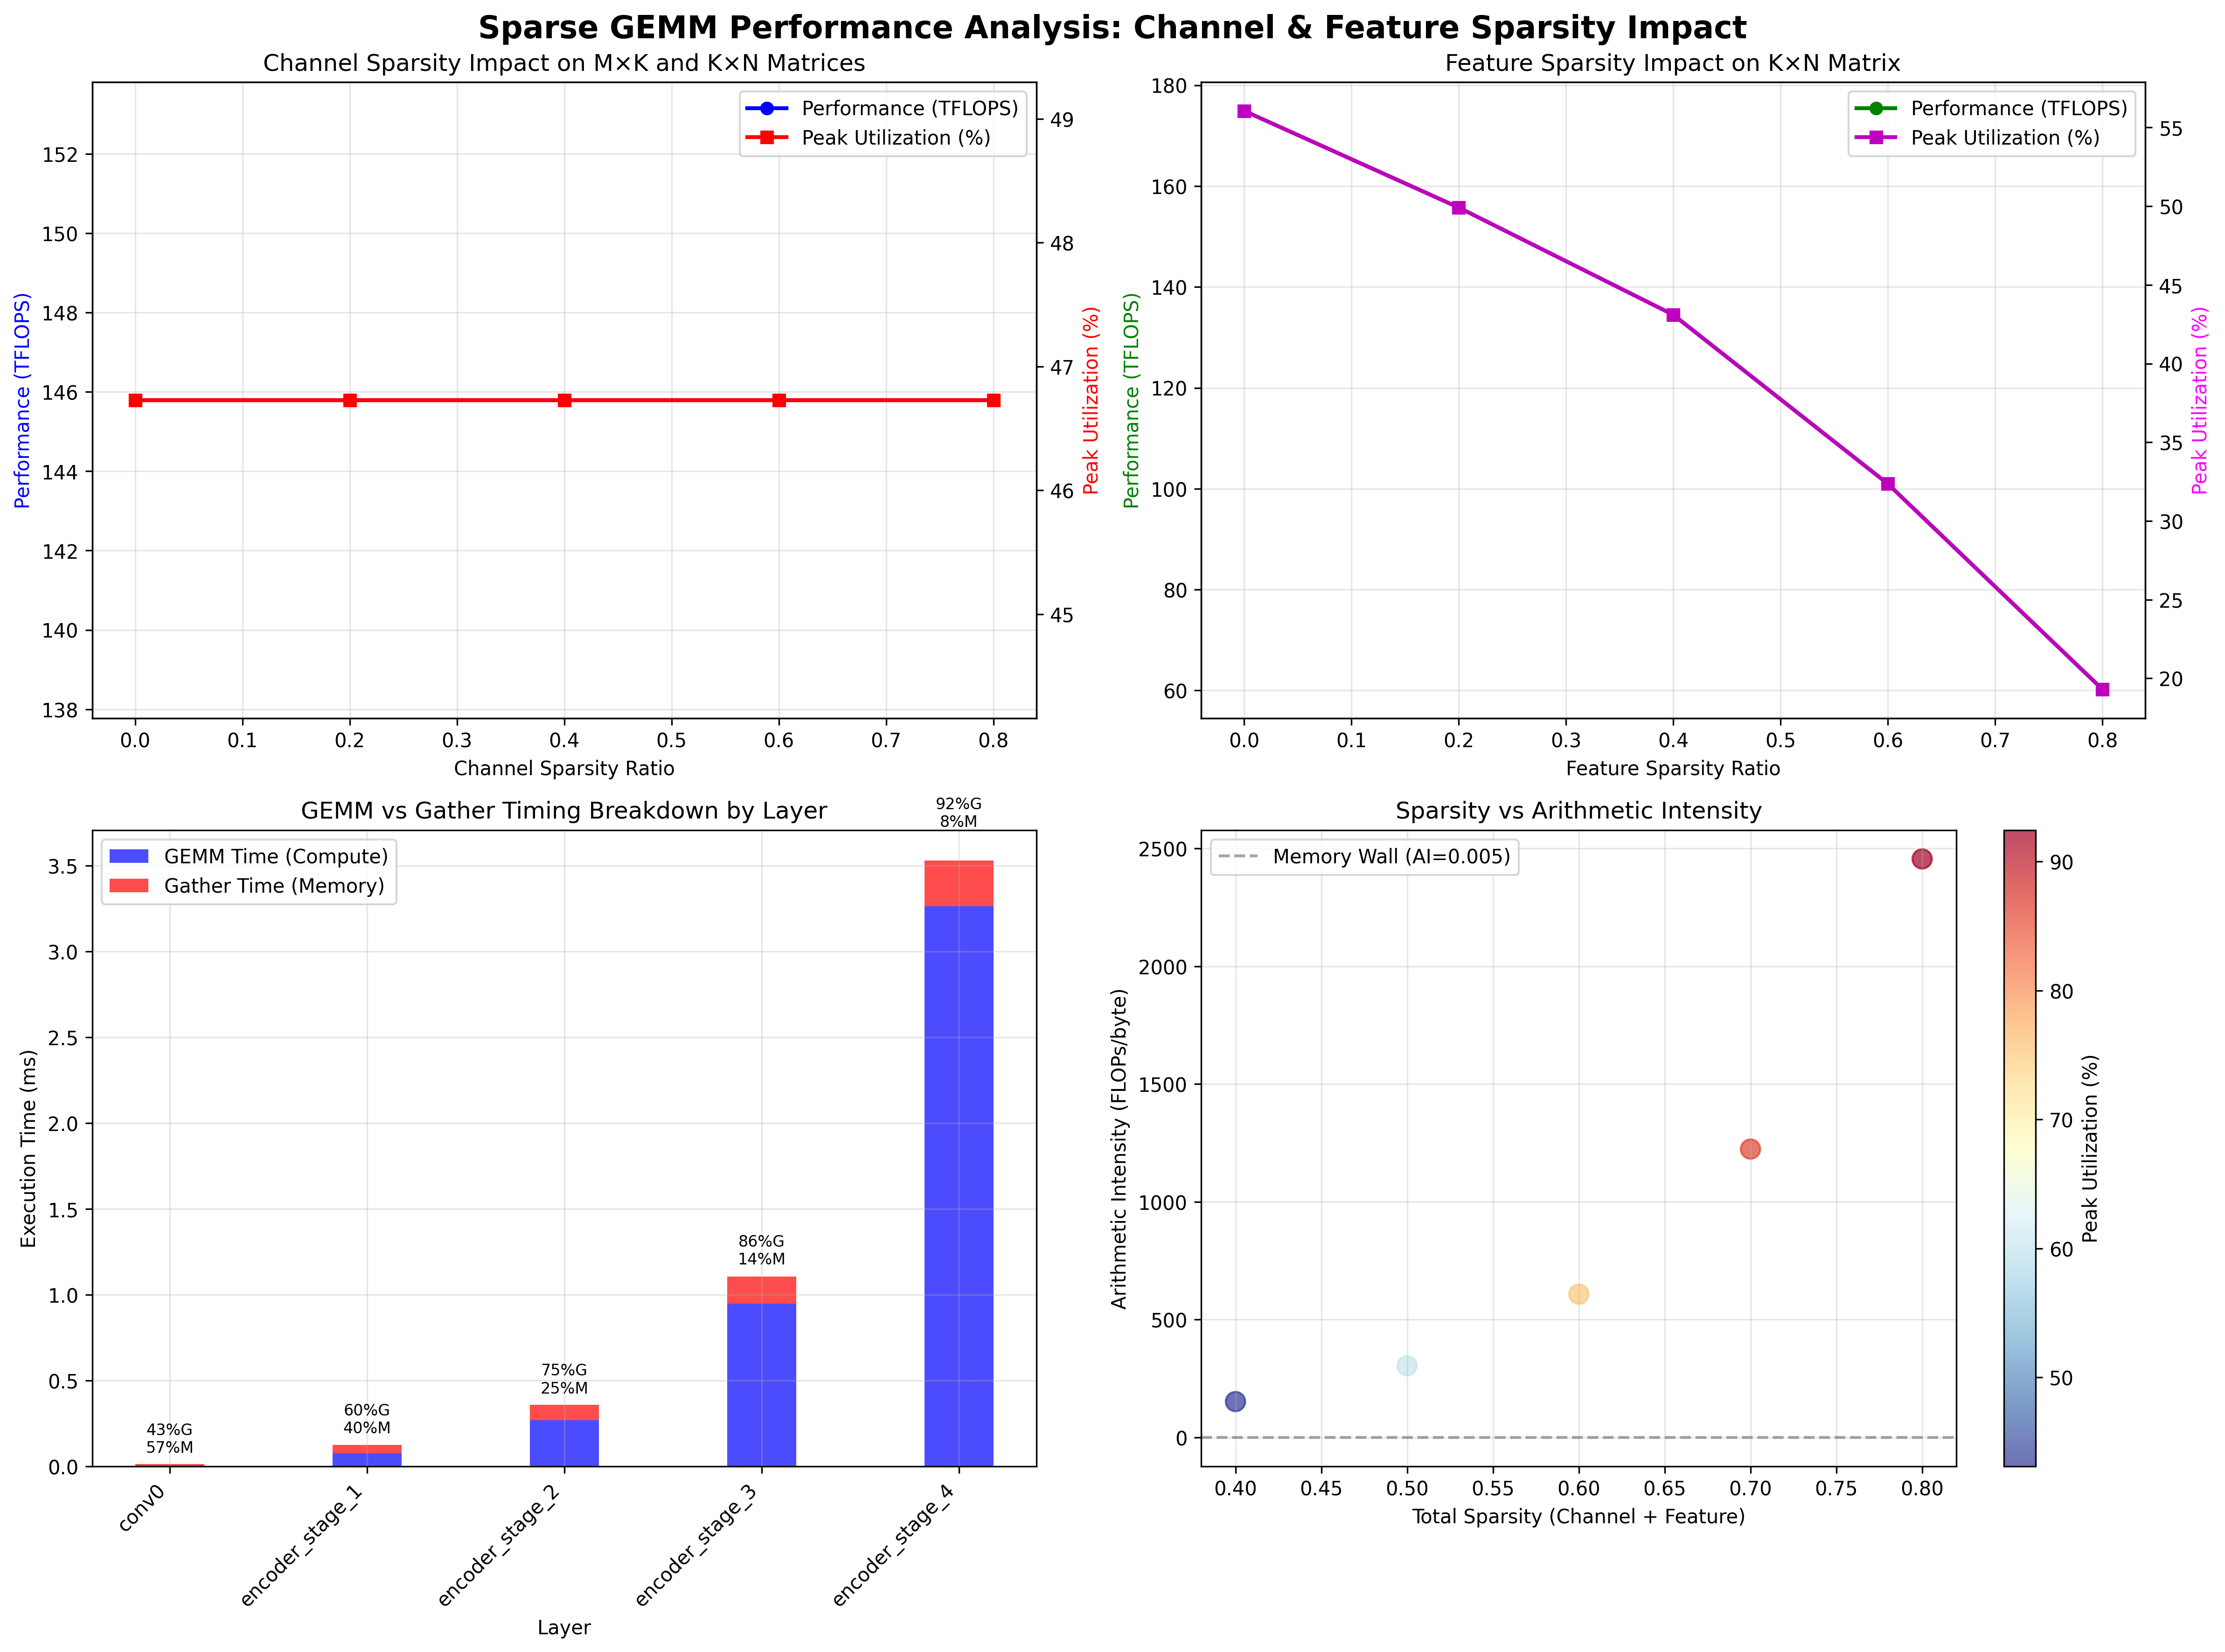 Sparse GEMM Performance Analysis: Channel & Feature Sparsity Impact
Channel Sparsity Impact on M×K and K×N Matrices
Performance (TFLOPS)
Peak Utilization (%)
152
150
148
146
144
142
140
138
49
48
47
46
45
Performance (TFLOPS)
Peak Utilization (%)
0.0 0.1 0.2 0.3 0.4 0.5 0.6 0.7 0.8
Channel Sparsity Ratio
Feature Sparsity Impact on K×N Matrix
Performance (TFLOPS)
Peak Utilization (%)
180
160
140
120
100
80
60
55
50
45
40
35
30
25
20
Performance (TFLOPS)
Peak Utilization (%)
0.0 0.1 0.2 0.3 0.4 0.5 0.6 0.7 0.8
Feature Sparsity Ratio
GEMM vs Gather Timing Breakdown by Layer
GEMM Time (Compute)
Gather Time (Memory)
3.5
3.0
2.5
2.0
1.5
1.0
0.5
0.0
Execution Time (ms)
43%G
57%M
60%G
40%M
75%G
25%M
86%G
14%M
92%G
8%M
conv0
encoder_stage_1
encoder_stage_2
encoder_stage_3
encoder_stage_4
Layer
Sparsity vs Arithmetic Intensity
Memory Wall (AI=0.005)
2500
2000
1500
1000
500
0
Arithmetic Intensity (FLOPs/byte)
0.40 0.45 0.50 0.55 0.60 0.65 0.70 0.75 0.80
Total Sparsity (Channel + Feature)
90
80
70
60
50
Peak Utilization (%)